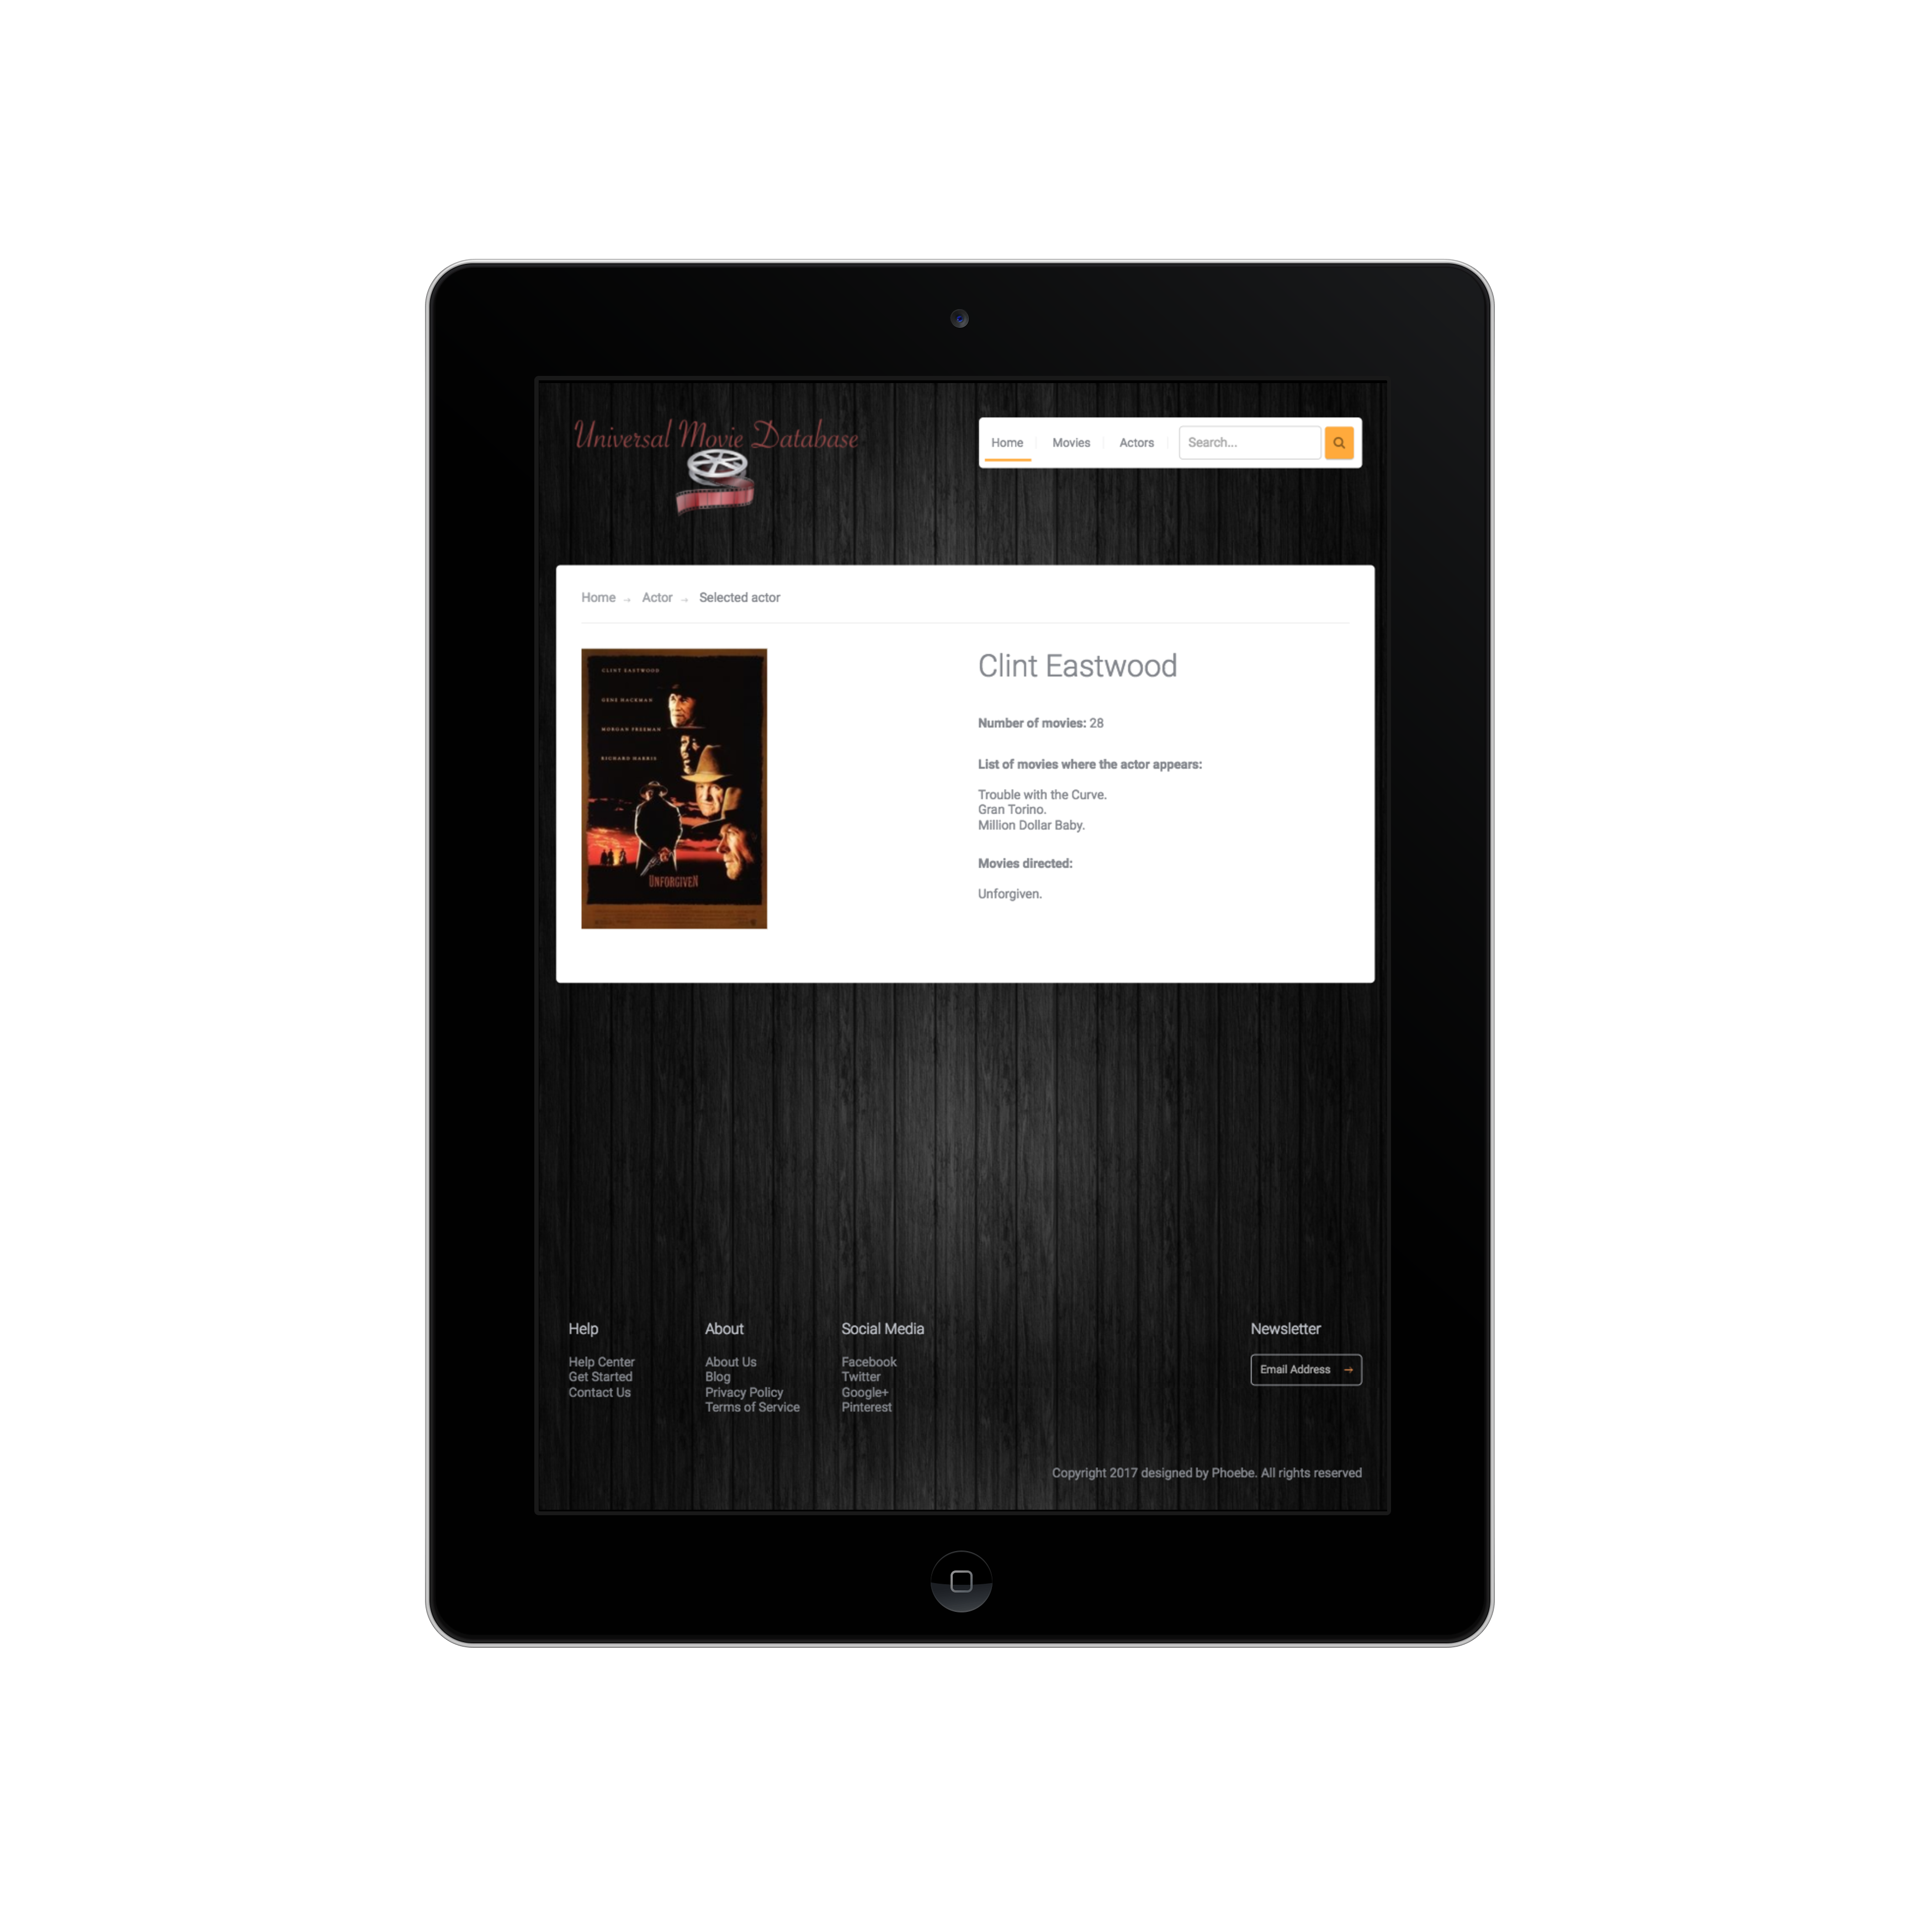 Universal Movie Database
Home
Movies
Actors
Search...
Home → Actor → Selected actor
CLINT EASTWOOD
GENE HACKMAN
MORGAN FREEMAN
RICHARD HARRIS
UNFORGIVEN
Clint Eastwood
Number of movies: 28
List of movies where the actor appears:
Trouble with the Curve.
Gran Torino.
Million Dollar Baby.
Movies directed:
Unforgiven.
Help
Help Center
Get Started
Contact Us
About
About Us
Blog
Privacy Policy
Terms of Service
Social Media
Facebook
Twitter
Google+
Pinterest
Newsletter
Email Address →
Copyright 2017 designed by Phoebe. All rights reserved